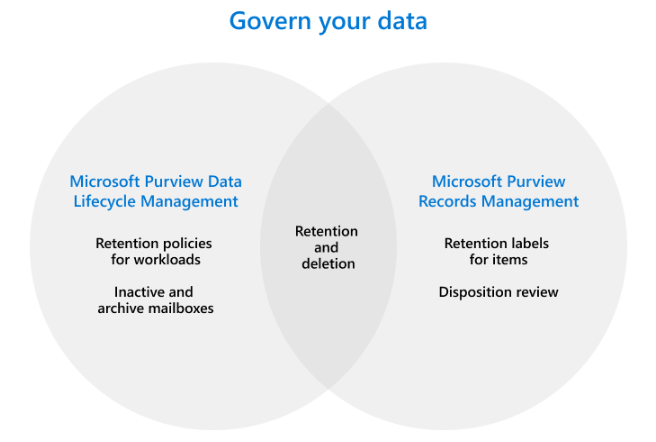 Govern your data
Microsoft Purview Data
Lifecycle Management
Retention policies
for workloads
Inactive and
archive mailboxes
Retention
and
deletion
Microsoft Purview
Records Management
Retention labels
for items
Disposition review